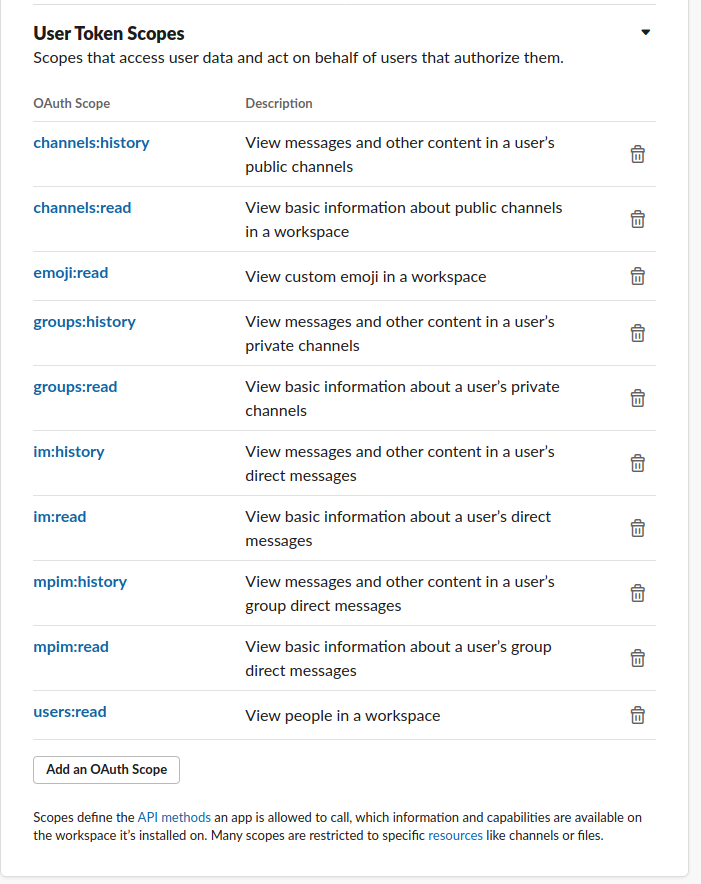 User Token Scopes
Scopes that access user data and act on behalf of users that authorize them.
OAuth Scope Description
channels:history View messages and other content in a user’s
public channels
channels:read View basic information about public channels
in a workspace
emoji:read View custom emoji in a workspace
groups:history View messages and other content in a user’s
private channels
groups:read View basic information about a user’s private
channels
im:history View messages and other content in a user’s
direct messages
im:read View basic information about a user’s direct
messages
mpim:history View messages and other content in a user’s
group direct messages
mpim:read View basic information about a user’s group
direct messages
users:read View people in a workspace
Add an OAuth Scope
Scopes define the API methods an app is allowed to call, which information and capabilities are available on
the workspace it’s installed on. Many scopes are restricted to specific resources like channels or files.